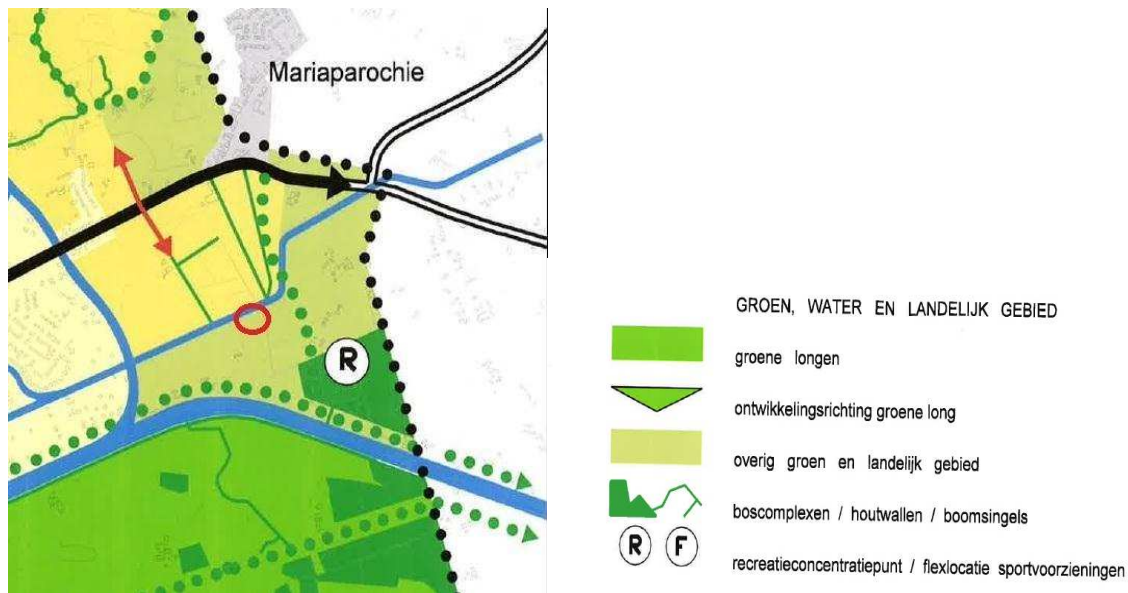 Mariaparochie
R
GROEN, WATER EN LANDELIJK GEBIED
groene longen
ontwikkelingsrichting groene long
overig groen en landelijk gebied
boscomplexen / houtwallen / boomsingels
R F
recreatieconcentratiepunt / flexlocatie sportvoorzieningen